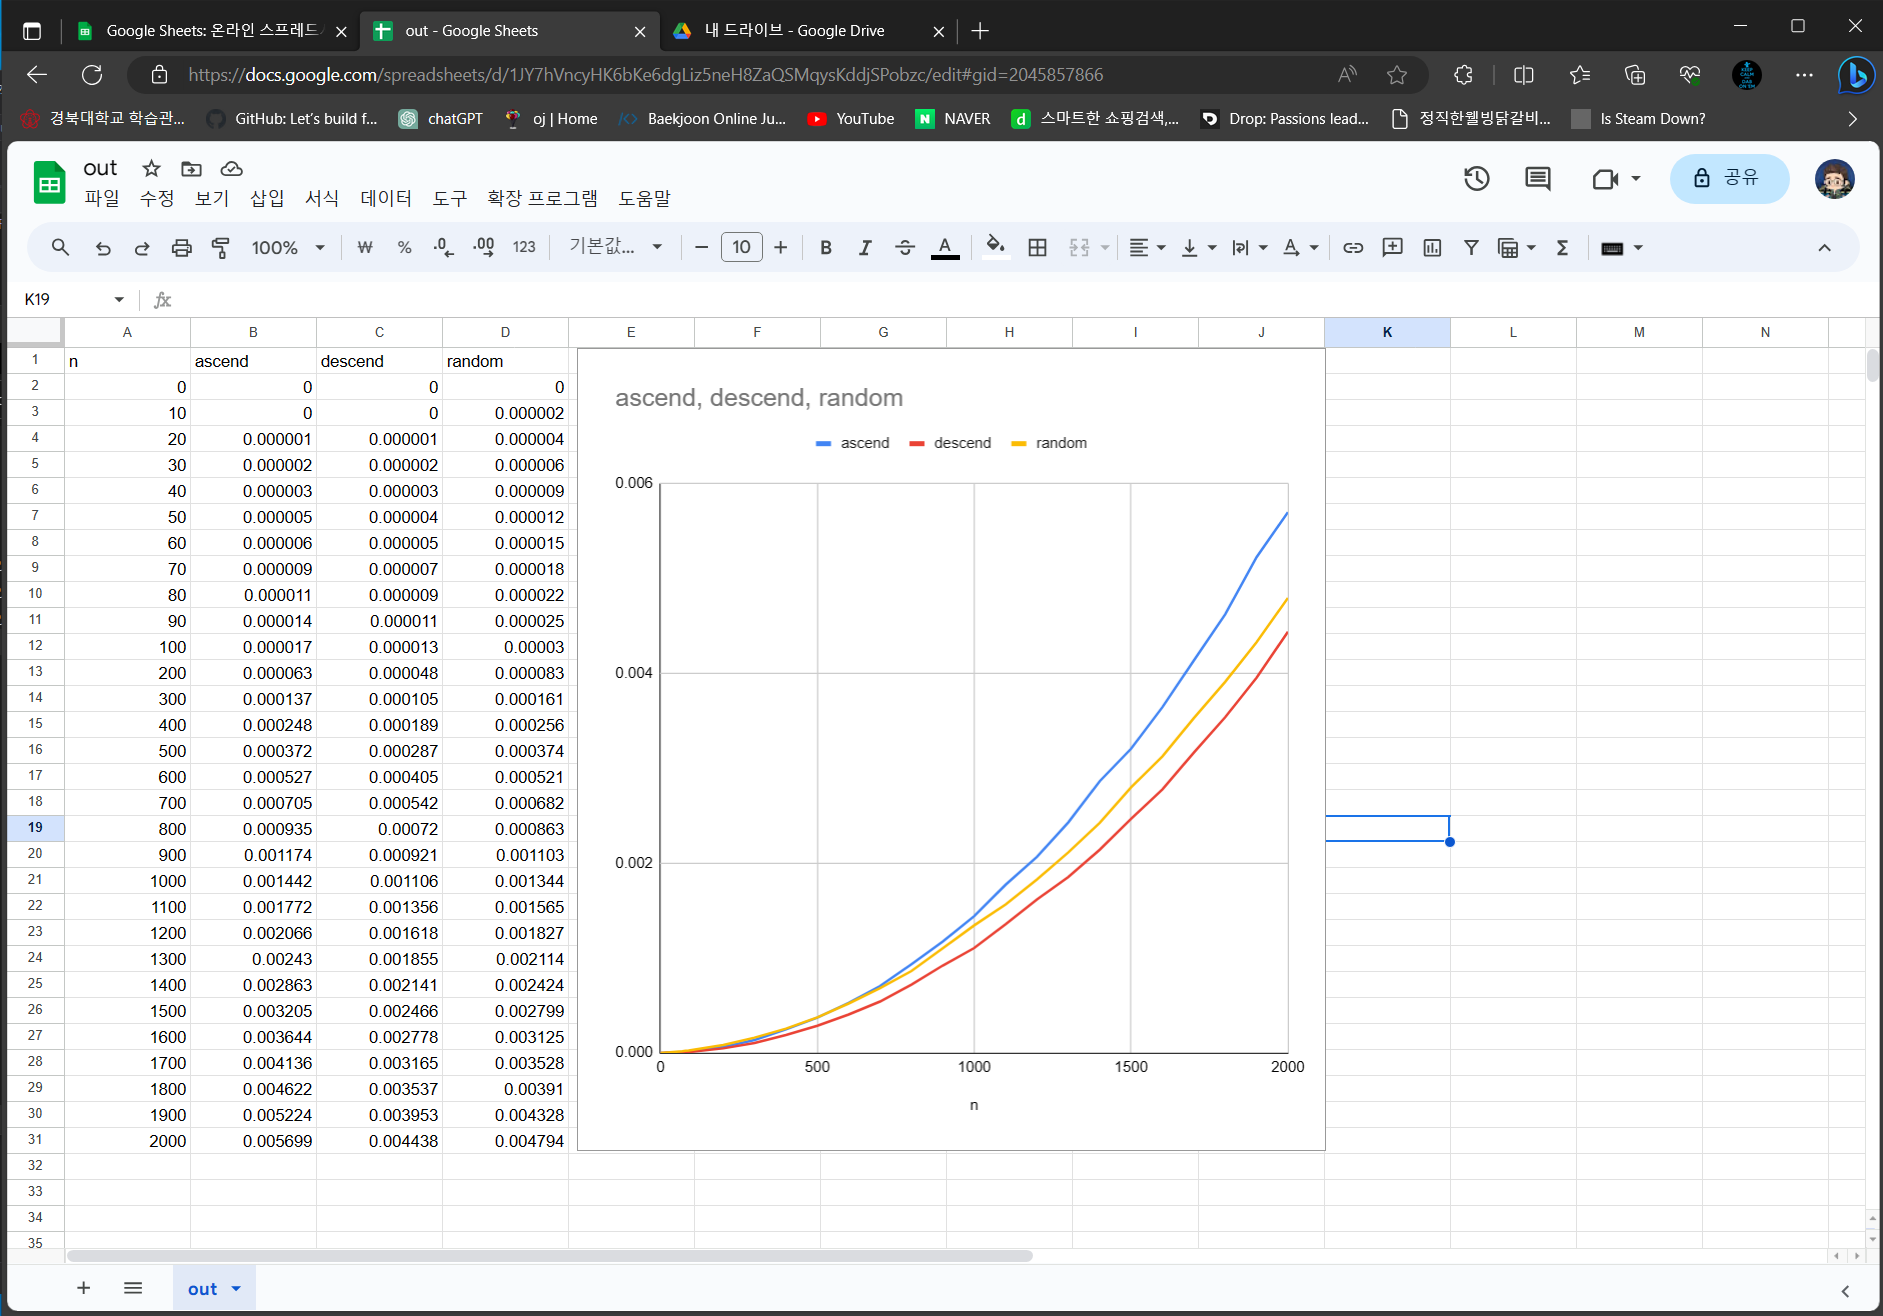 Google Sheets: 온라인 스프레드
out - Google Sheets
내 드라이브 - Google Drive
https://docs.google.com/spreadsheets/d/1JY7hVncyHK6bKe6dgLiz5neH8ZaQSMqysKddjSPobzc/edit#gid=2045857866
경북대학교 학습관...
GitHub: Let's build f...
chatGPT
oj | Home
Baekjoon Online Ju...
YouTube
NAVER
스마트한 쇼핑검색,...
Drop: Passions lead...
정직한웰빙닭갈비...
Is Steam Down?
out
파일 수정 보기 삽입 서식 데이터 도구 확장 프로그램 도움말
공유
100% ₩ % .0 .00 123 기본값... 10 B I A
K19 fx
A B C D E F G H I J K L M N
1 n ascend descend random
2 0 0 0 0
3 10 0 0 0.000002
4 20 0.000001 0.000001 0.000004
5 30 0.000002 0.000002 0.000006
6 40 0.000003 0.000003 0.000009
7 50 0.000005 0.000004 0.000012
8 60 0.000006 0.000005 0.000015
9 70 0.000009 0.000007 0.000018
10 80 0.000011 0.000009 0.000022
11 90 0.000014 0.000011 0.000025
12 100 0.000017 0.000013 0.00003
13 200 0.000063 0.000048 0.000083
14 300 0.000137 0.000105 0.000161
15 400 0.000248 0.000189 0.000256
16 500 0.000372 0.000287 0.000374
17 600 0.000527 0.000405 0.000521
18 700 0.000705 0.000542 0.000682
19 800 0.000935 0.00072 0.000863
20 900 0.001174 0.000921 0.001103
21 1000 0.001442 0.001106 0.001344
22 1100 0.001772 0.001356 0.001565
23 1200 0.002066 0.001618 0.001827
24 1300 0.00243 0.001855 0.002114
25 1400 0.002863 0.002141 0.002424
26 1500 0.003205 0.002466 0.002799
27 1600 0.003644 0.002778 0.003125
28 1700 0.004136 0.003165 0.003528
29 1800 0.004622 0.003537 0.00391
30 1900 0.005224 0.003953 0.004328
31 2000 0.005699 0.004438 0.004794
32
33
34
35
ascend, descend, random
ascend descend random
0.006
0.004
0.002
0.000
0 500 1000 1500 2000
n
out